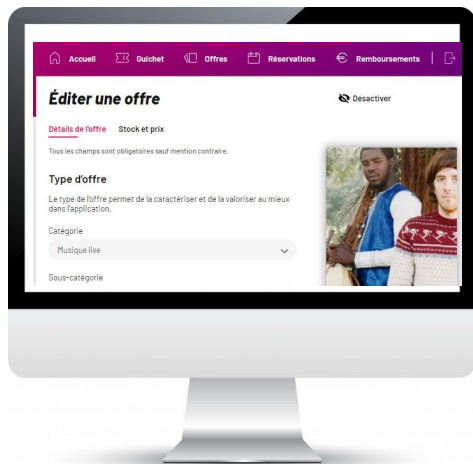 Accueil
Guichet
Offres
Réservations
Remboursements
Éditer une offre
Désactiver
Détails de l'offre
Stock et prix
Tous les champs sont obligatoires sauf mention contraire.
Type d'offre
Le type de l'offre permet de la caractériser et de la valoriser au mieux
dans l'application.
Catégorie
Musique live
Sous-catégorie